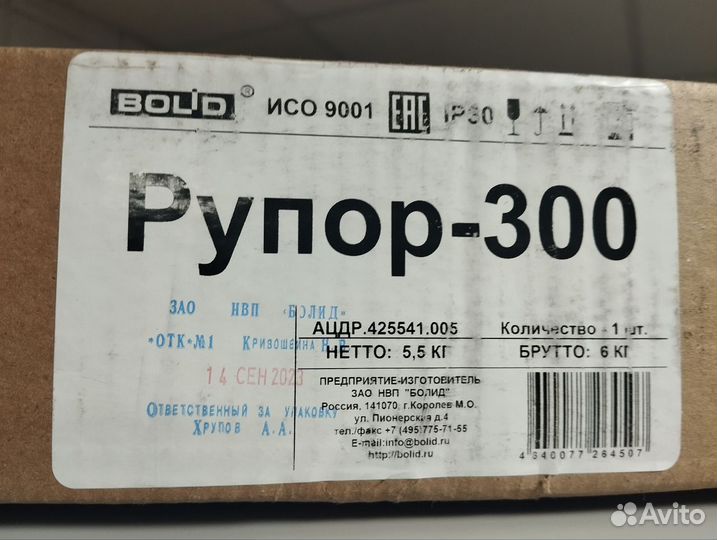 BOLID ® ИСО 9001 EAC IP30
Рупор-300
ЗАО НВП «БОЛИД»
*ОТК*№1 Кривошеина Н.В.
14 СЕН 2023
Ответственный за упаковку
Хрупов А.А.
АЦДР.425541.005 Количество - 1 шт.
НЕТТО: 5,5 КГ БРУТТО: 6 КГ
ПРЕДПРИЯТИЕ-ИЗГОТОВИТЕЛЬ
ЗАО НВП "БОЛИД"
Россия, 141070, г.Королев М.О.
ул. Пионерская д.4
тел./факс +7 (495)775-71-55
E-mail:info@bolid.ru
http://bolid.ru
4 640077 264507
Avito